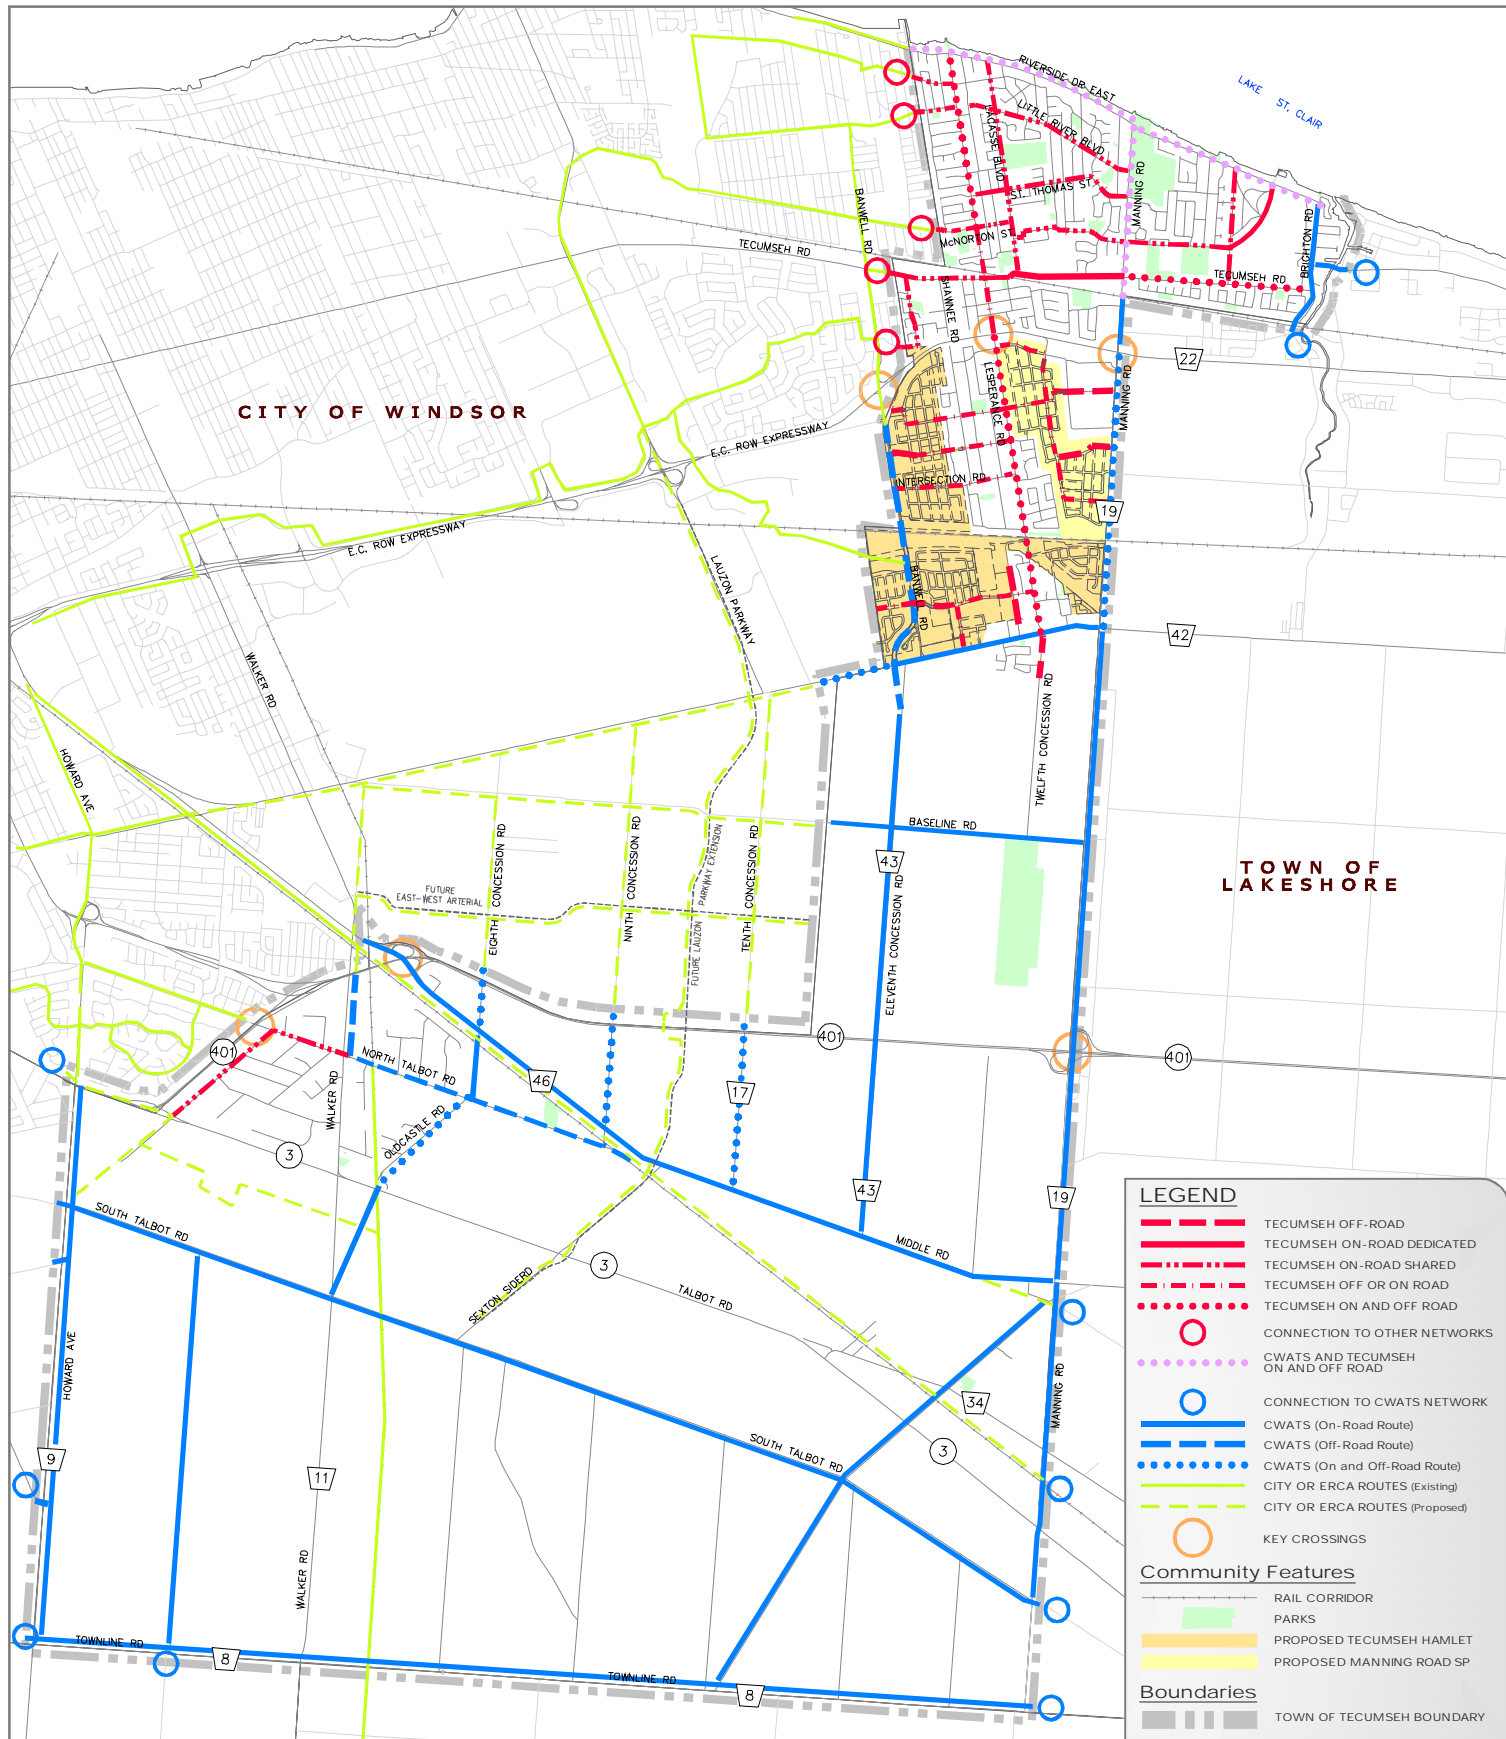 LAKE ST. CLAIR
RIVERSIDE DR EAST
LITTLE RIVER BLVD
LACASSE BLVD
ST. THOMAS ST.
MANNING RD
BANWELL RD
McNORTON ST.
TECUMSEH RD
TECUMSEH RD
BRIGHTON RD
SHAWNEE RD
22
LESPERANCE RD
MANNING RD
CITY OF WINDSOR
E.C. ROW EXPRESSWAY
INTERSECTION RD
19
E.C. ROW EXPRESSWAY
LAUZON PARKWAY
BANWELL RD
42
WALKER RD
TWELFTH CONCESSION RD
HOWARD AVE
BASELINE RD
43
TOWN OF
LAKESHORE
EIGHTH CONCESSION RD
NINTH CONCESSION RD
FUTURE LAUZON PARKWAY EXTENSION
TENTH CONCESSION RD
ELEVENTH CONCESSION RD
FUTURE
EAST-WEST ARTERIAL
401
401
401
NORTH TALBOT RD
46
17
WALKER RD
OLDCASTLE RD
3
43
19
SOUTH TALBOT RD
MIDDLE RD
3
SEXTON SIDERD
TALBOT RD
HOWARD AVE
MANNING RD
34
3
SOUTH TALBOT RD
9
11
WALKER RD
TOWNLINE RD
8
TOWNLINE RD
8
LEGEND
TECUMSEH OFF-ROAD
TECUMSEH ON-ROAD DEDICATED
TECUMSEH ON-ROAD SHARED
TECUMSEH OFF OR ON ROAD
TECUMSEH ON AND OFF ROAD
CONNECTION TO OTHER NETWORKS
CWATS AND TECUMSEH
ON AND OFF ROAD
CONNECTION TO CWATS NETWORK
CWATS (On-Road Route)
CWATS (Off-Road Route)
CWATS (On and Off-Road Route)
CITY OR ERCA ROUTES (Existing)
CITY OR ERCA ROUTES (Proposed)
KEY CROSSINGS
Community Features
RAIL CORRIDOR
PARKS
PROPOSED TECUMSEH HAMLET
PROPOSED MANNING ROAD SP
Boundaries
TOWN OF TECUMSEH BOUNDARY